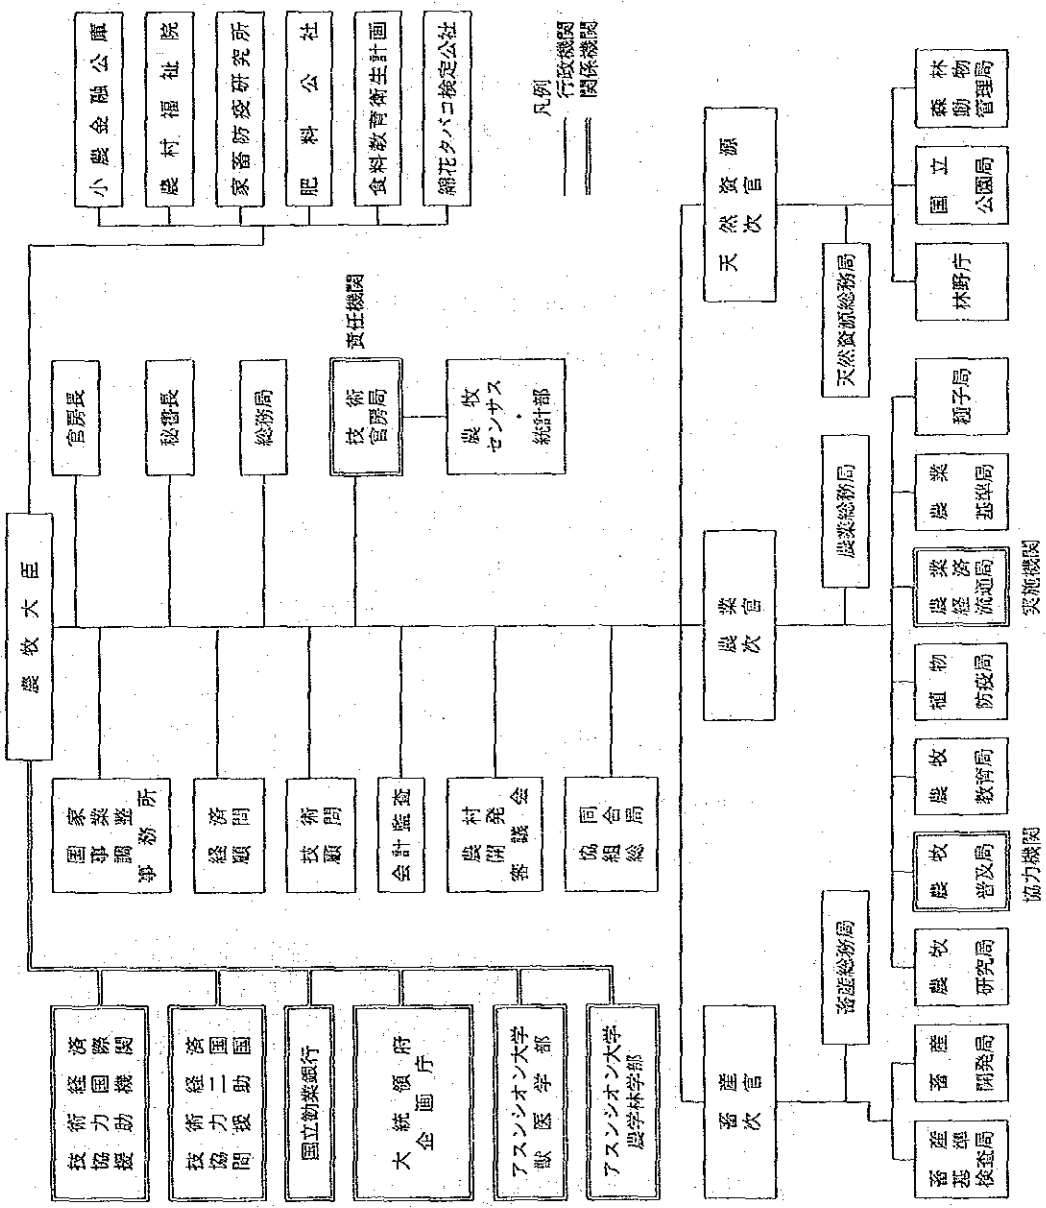 農牧大臣
小農金融公庫
農村福祉院
家畜防疫研究所
肥料公社
食料教育衛生計画
綿花タバコ検定公社
凡例
行政機関
関係機関
官房長
秘書長
総務局
技術
官房局
責任機関
農牧
センサス
・
統計部
国家
事業
調整
事務所
経済
顧問
技術
顧問
会計監査
農村
開発
審議会
協同
組合
総局
技術経済
協力国際
援助機関
技術経済
協力二国
間援助国
国立勧業銀行
大統領府
企画庁
アスンシオン大学
獣医学部
アスンシオン大学
農学林学部
畜産
次官
農業
次官
天然資源
次官
畜産総務局
農業総務局
天然資源総務局
畜産
基準
検査局
畜産
開発局
農牧
研究局
農牧
普及局
協力機関
農牧
教育局
植物
防疫局
農業
経済
流通局
実施機関
農業
基準局
種子局
林野庁
国立
公園局
森林
動物
管理局